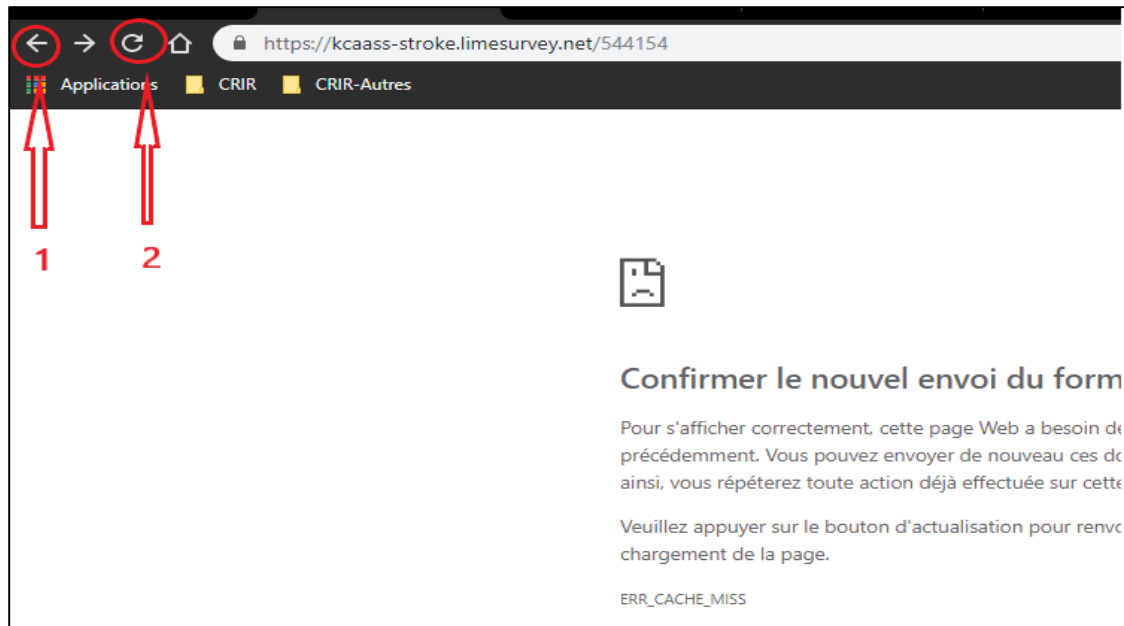 https://kcaass-stroke.limesurvey.net/544154
Applications CRIR CRIR-Autres
1 2
Confirmer le nouvel envoi du form
Pour s'afficher correctement, cette page Web a besoin de
précédemment. Vous pouvez envoyer de nouveau ces do
ainsi, vous répéterez toute action déjà effectuée sur cette
Veuillez appuyer sur le bouton d'actualisation pour renvo
chargement de la page.
ERR_CACHE_MISS